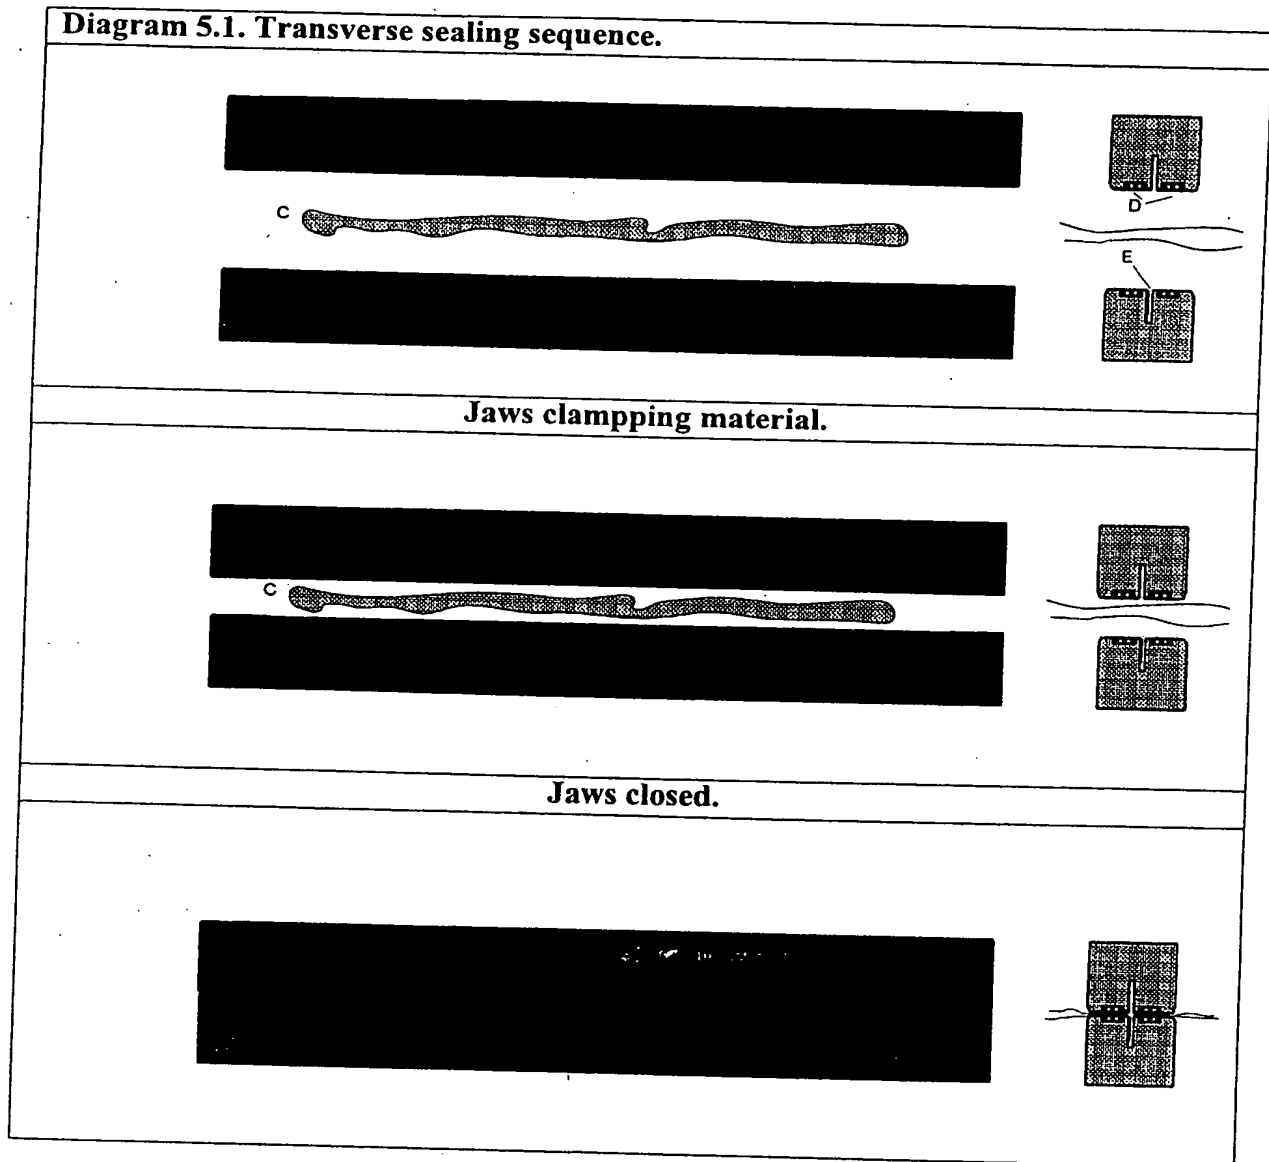 Diagram 5.1. Transverse sealing sequence.
C
D
E
Jaws clampping material.
C
Jaws closed.